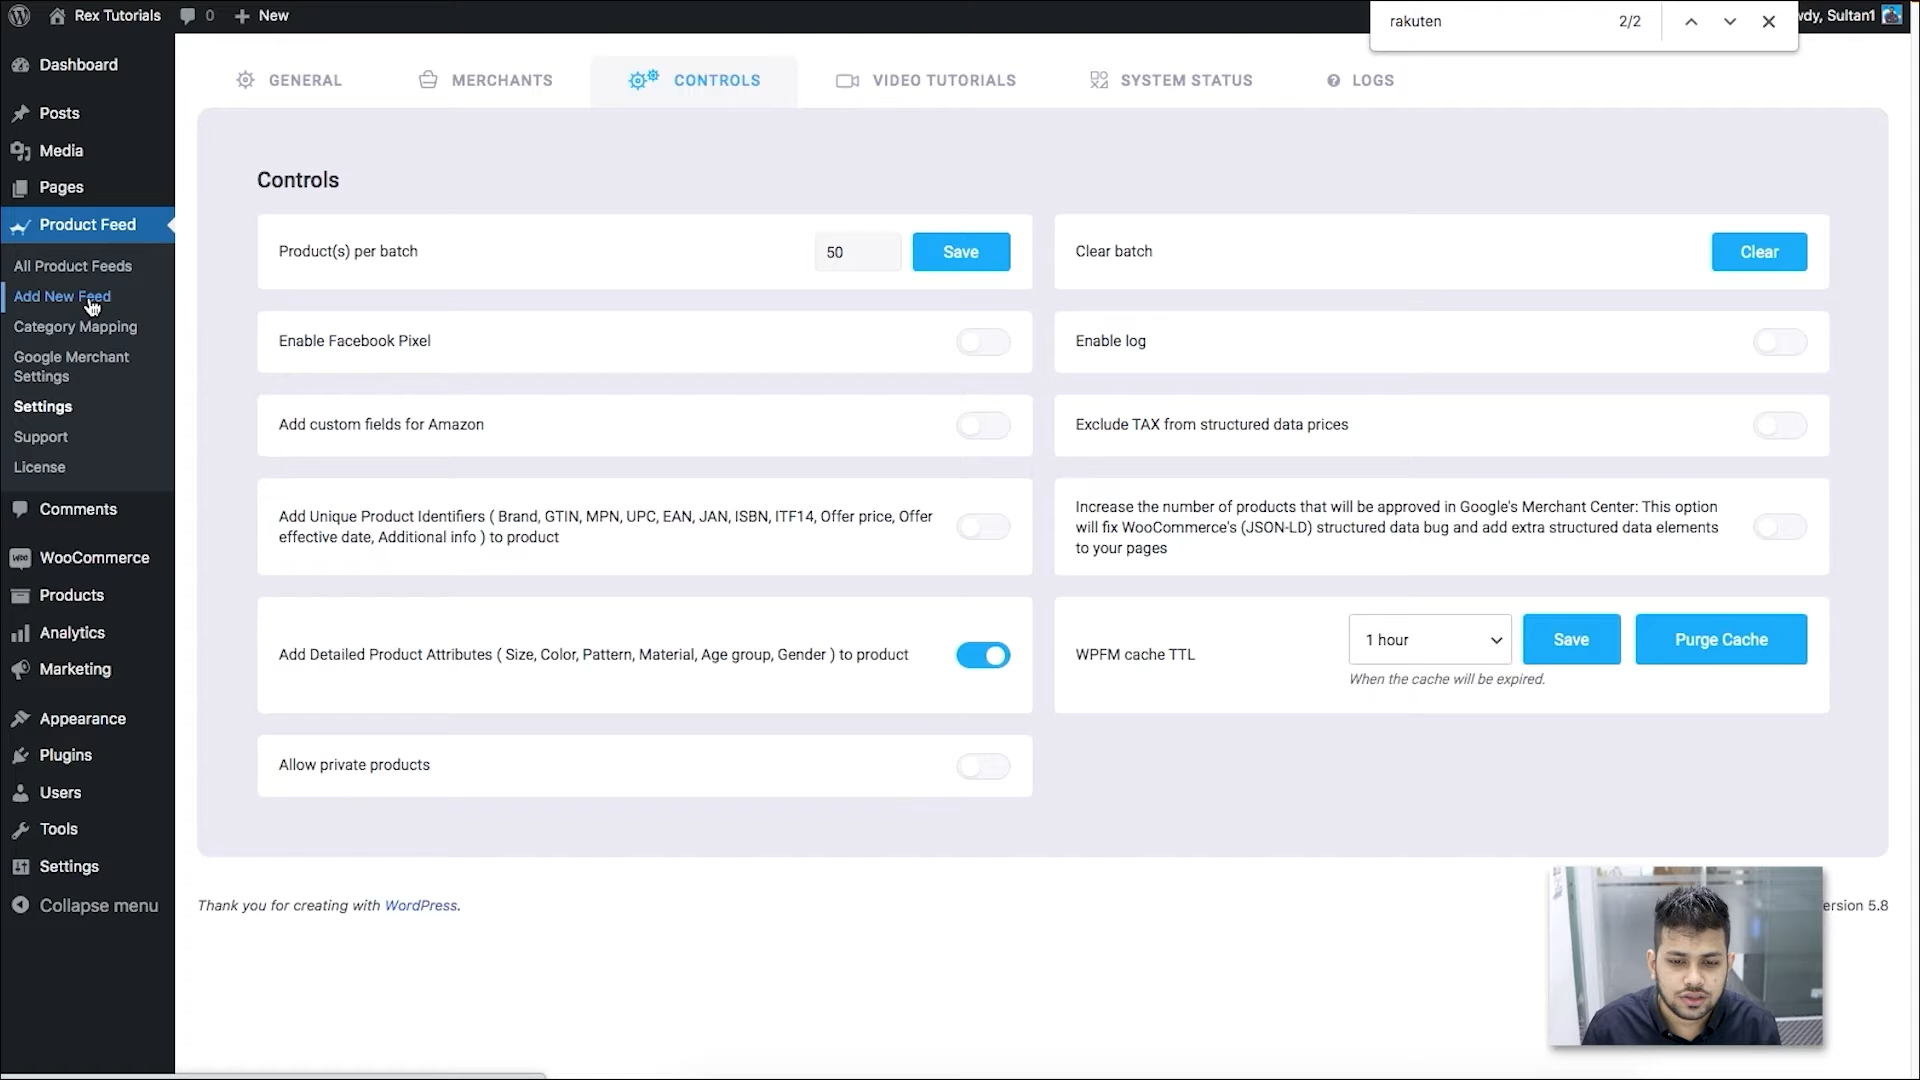 Rex Tutorials
0
New
rakuten
2/2
wdy, Sultan1
Dashboard
Posts
Media
Pages
Product Feed
All Product Feeds
Add New Feed
Category Mapping
Google Merchant
Settings
Settings
Support
License
Comments
WooCommerce
Products
Analytics
Marketing
Appearance
Plugins
Users
Tools
Settings
Collapse menu
GENERAL
MERCHANTS
CONTROLS
VIDEO TUTORIALS
SYSTEM STATUS
LOGS
Controls
Product(s) per batch
50
Save
Clear batch
Clear
Enable Facebook Pixel
Enable log
Add custom fields for Amazon
Exclude TAX from structured data prices
Add Unique Product Identifiers ( Brand, GTIN, MPN, UPC, EAN, JAN, ISBN, ITF14, Offer price, Offer
effective date, Additional info ) to product
Increase the number of products that will be approved in Google's Merchant Center: This option
will fix WooCommerce's (JSON-LD) structured data bug and add extra structured data elements
to your pages
Add Detailed Product Attributes ( Size, Color, Pattern, Material, Age group, Gender ) to product
WPFM cache TTL
1 hour
Save
Purge Cache
When the cache will be expired.
Allow private products
Thank you for creating with WordPress.
ersion 5.8